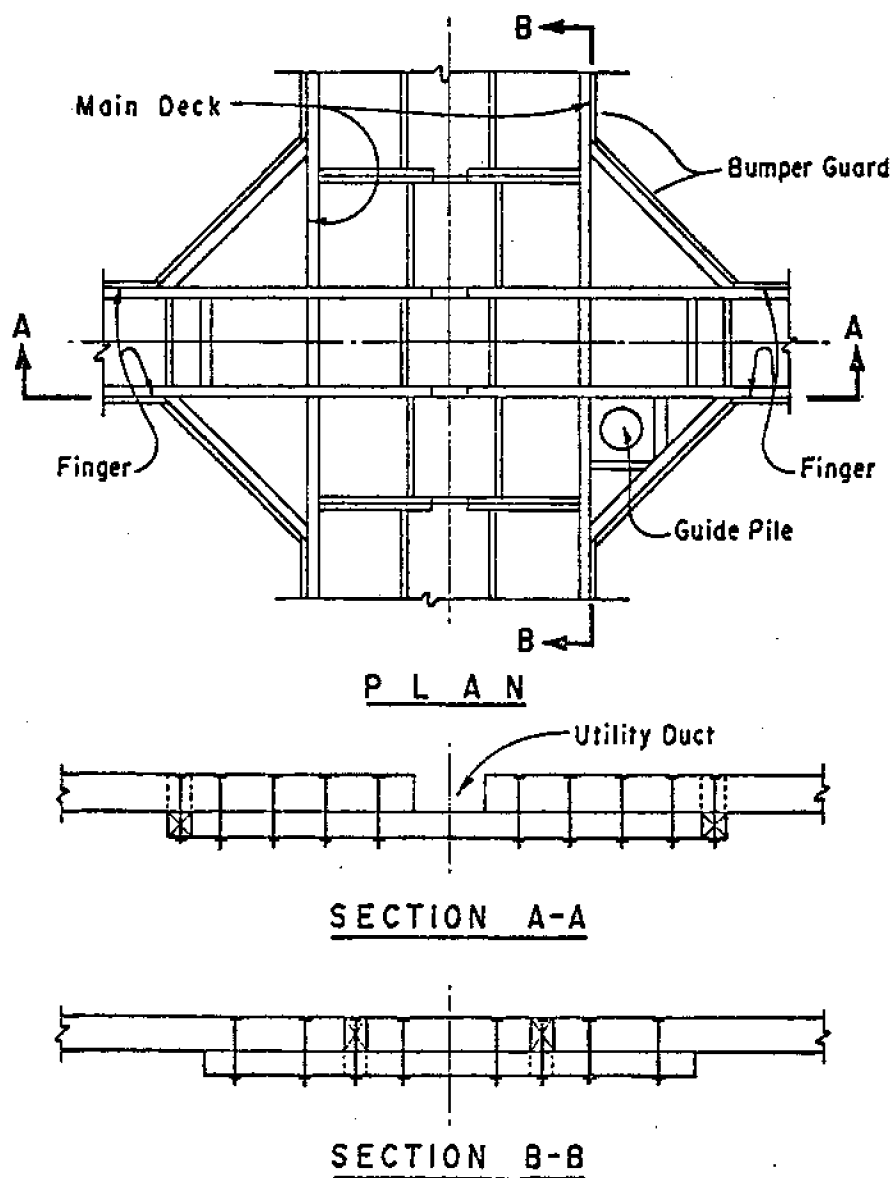 B
Main Deck
Bumper Guard
A
A
Finger
Finger
Guide Pile
B
PLAN
Utility Duct
SECTION A-A
SECTION B-B